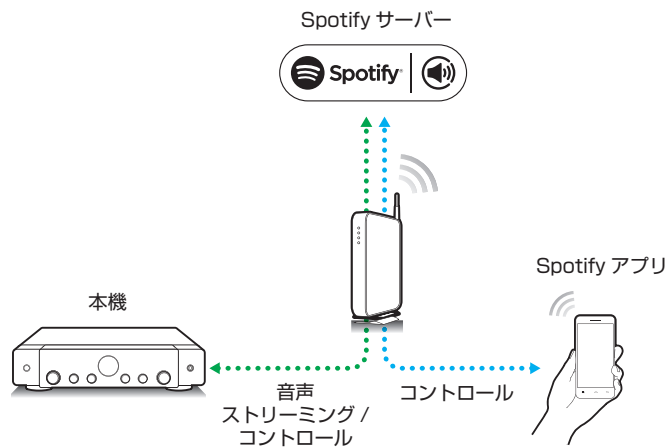 Spotify サーバー
Spotify
Spotify アプリ
本機
音声
ストリーミング /
コントロール
コントロール